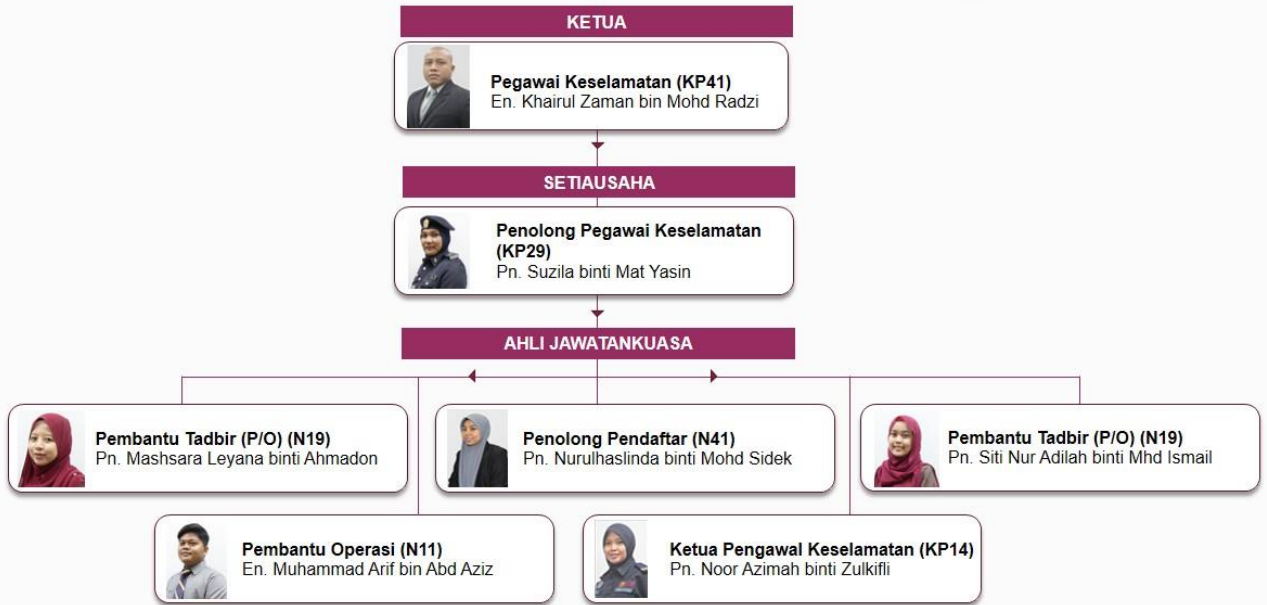 KETUA
Pegawai Keselamatan (KP41)
En. Khairul Zaman bin Mohd Radzi
SETIAUSAHA
Penolong Pegawai Keselamatan
(KP29)
Pn. Suzila binti Mat Yasin
AHLI JAWATANKUASA
Pembantu Tadbir (P/O) (N19)
Pn. Mashsara Leyana binti Ahmadon
Penolong Pendaftar (N41)
Pn. Nurulhaslinda binti Mohd Sidek
Pembantu Tadbir (P/O) (N19)
Pn. Siti Nur Adilah binti Mhd Ismail
Pembantu Operasi (N11)
En. Muhammad Arif bin Abd Aziz
Ketua Pengawal Keselamatan (KP14)
Pn. Noor Azimah binti Zulkifli